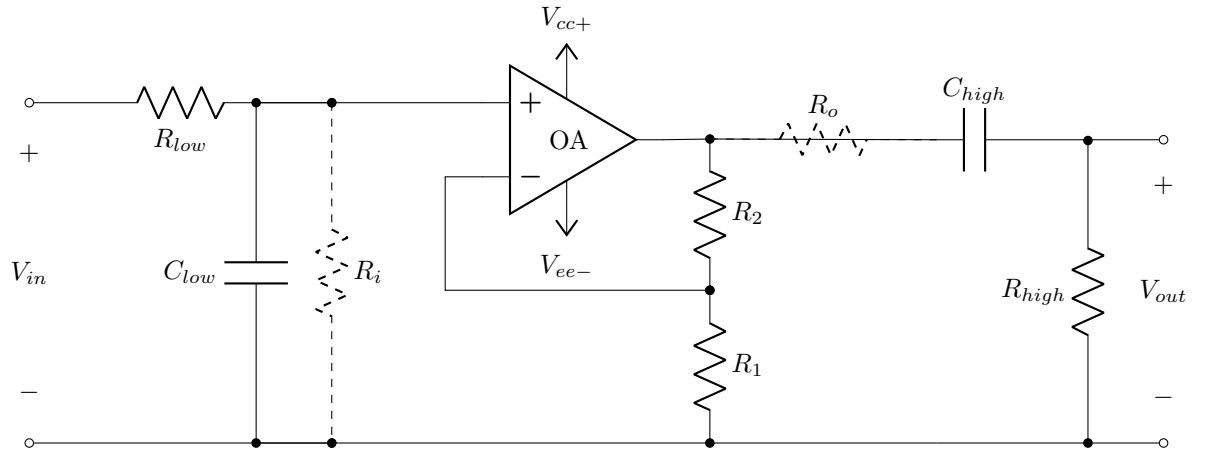 V_{cc+}
C_{high}
R_o
R_{low}
+
OA
+
−
+
R_2
V_{ee−}
V_{in}
C_{low}
R_i
R_{high}
V_{out}
R_1
−
−